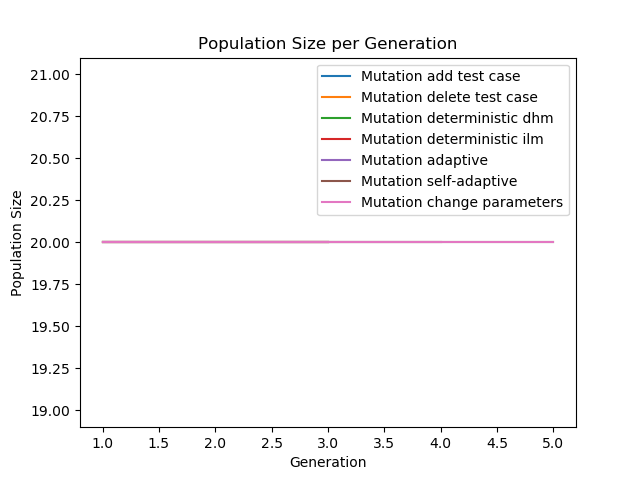 Population Size per Generation
21.00
20.75
20.50
20.25
20.00
19.75
19.50
19.25
19.00
Population Size
Mutation add test case
Mutation delete test case
Mutation deterministic dhm
Mutation deterministic ilm
Mutation adaptive
Mutation self-adaptive
Mutation change parameters
1.0 1.5 2.0 2.5 3.0 3.5 4.0 4.5 5.0
Generation